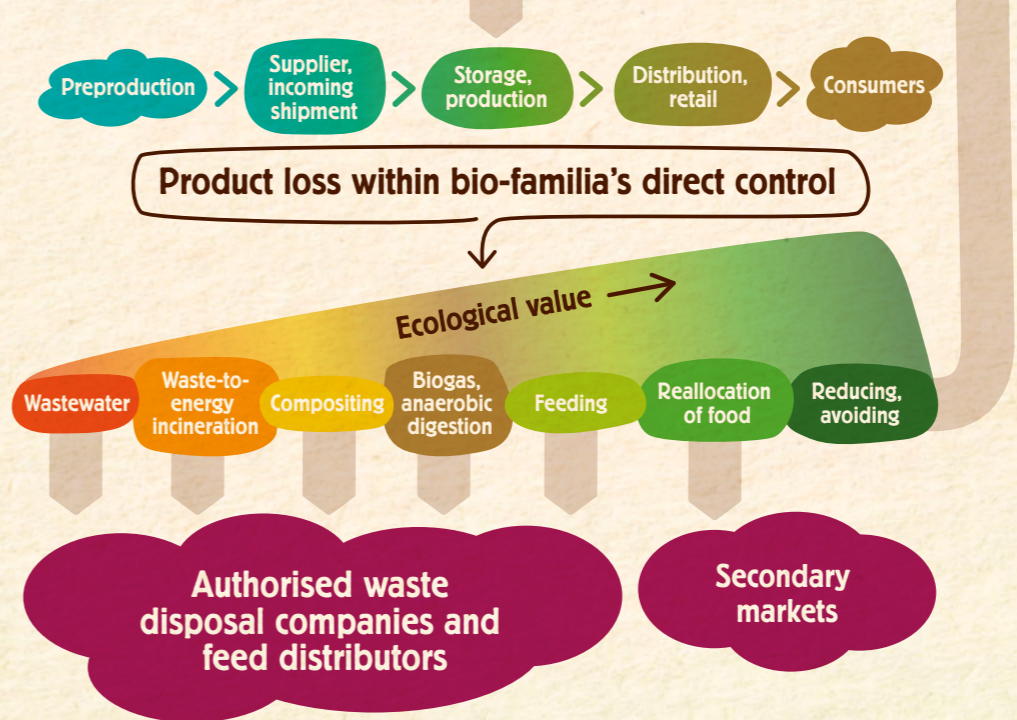 Preproduction
Supplier,
incoming
shipment
Storage,
production
Distribution,
retail
Consumers
Product loss within bio-familia’s direct control
Ecological value
Wastewater
Waste-to-
energy
incineration
Compositing
Biogas,
anaerobic
digestion
Feeding
Reallocation
of food
Reducing,
avoiding
Authorised waste
disposal companies and
feed distributors
Secondary
markets